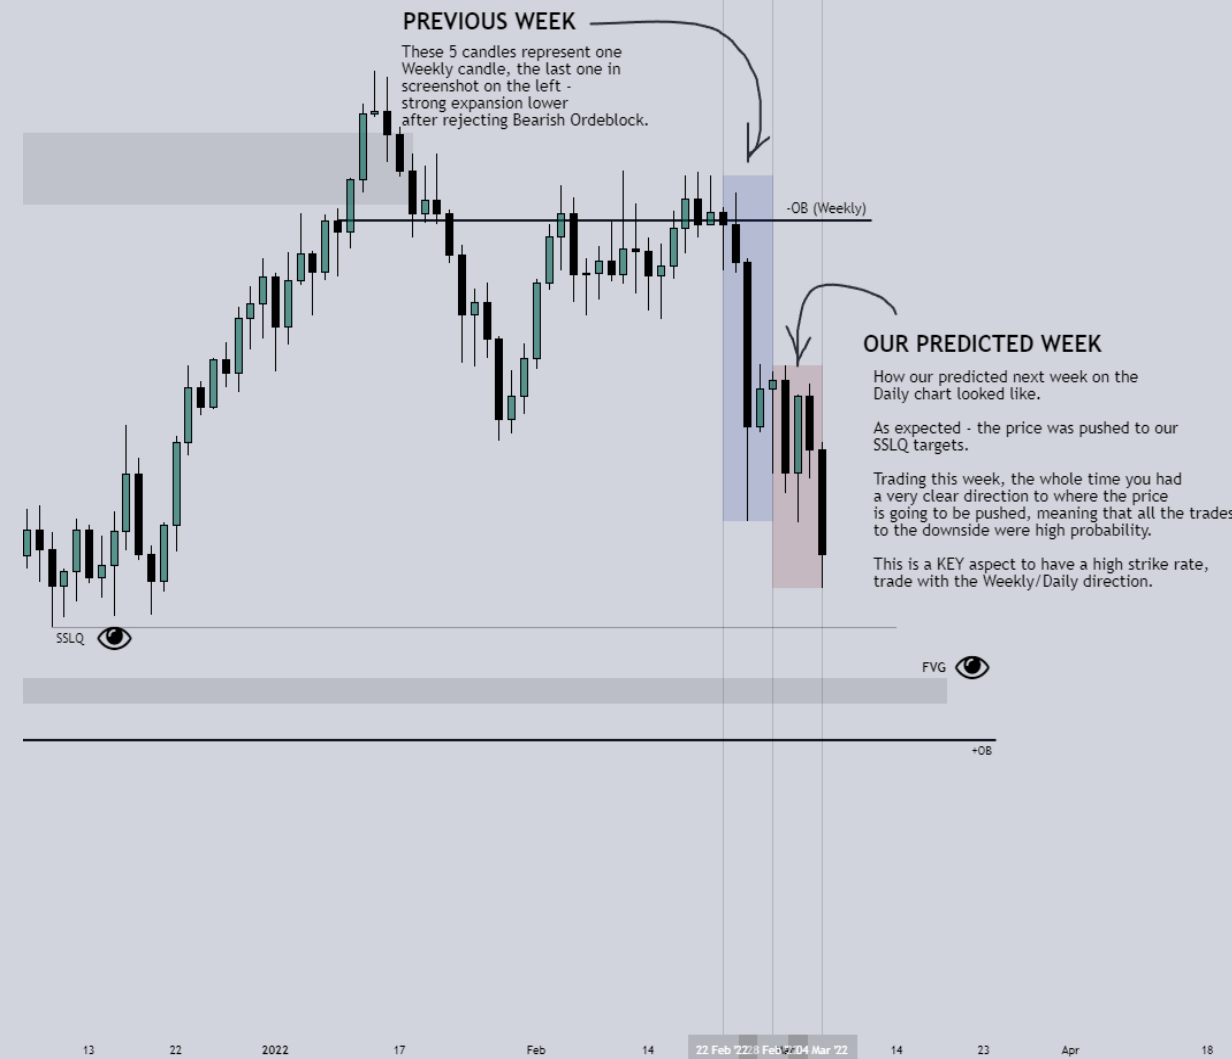 PREVIOUS WEEK
These 5 candles represent one
Weekly candle, the last one in
screenshot on the left -
strong expansion lower
after rejecting Bearish Ordeblock.
-OB (Weekly)
OUR PREDICTED WEEK
How our predicted next week on the
Daily chart looked like.
As expected - the price was pushed to our
SSLQ targets.
Trading this week, the whole time you had
a very clear direction to where the price
is going to be pushed, meaning that all the trades
to the downside were high probability.
This is a KEY aspect to have a high strike rate,
trade with the Weekly/Daily direction.
SSLQ
FVG
+OB
13 22 2022 17 Feb 14 22 Feb '22 28 Feb 04 Mar '22 14 23 Apr 18